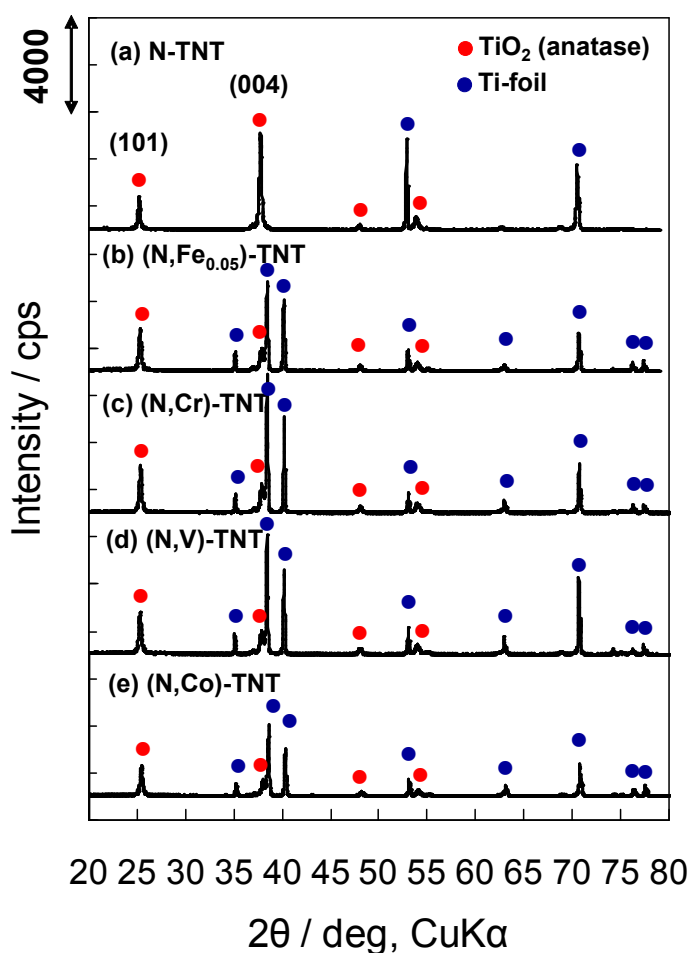 4000
(a) N-TNT
TiO₂ (anatase)
Ti-foil
(004)
(101)
(b) (N,Fe₀.₀₅)-TNT
(c) (N,Cr)-TNT
(d) (N,V)-TNT
(e) (N,Co)-TNT
Intensity / cps
20 25 30 35 40 45 50 55 60 65 70 75 80
2θ / deg, CuKα